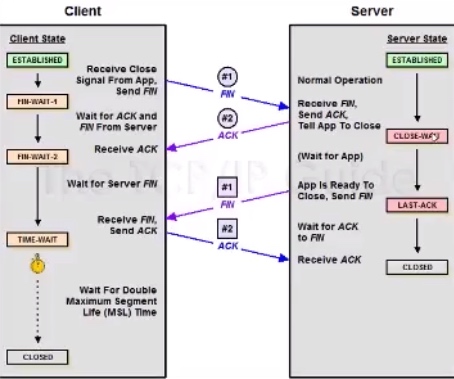 Client
Server
Client State
Server State
ESTABLISHED
ESTABLISHED
Receive Close
Signal From App,
Send FIN
#1
FIN
Normal Operation
FIN-WAIT-1
Receive FIN,
Send ACK,
Tell App To Close
Wait for ACK and
FIN From Server
#2
ACK
CLOSE-WAIT
Receive ACK
FIN-WAIT-2
(Wait for App)
The TCP/IP Guide
Wait for Server FIN
#1
FIN
App Is Ready To
Close, Send FIN
LAST-ACK
Receive FIN,
Send ACK
#2
ACK
Wait for ACK
to FIN
TIME-WAIT
Receive ACK
CLOSED
Wait For Double
Maximum Segment
Life (MSL) Time
CLOSED